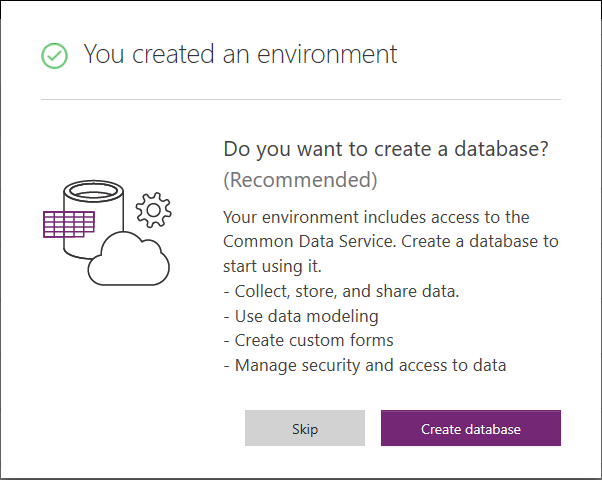 You created an environment
Do you want to create a database?
(Recommended)
Your environment includes access to the
Common Data Service. Create a database to
start using it.
- Collect, store, and share data.
- Use data modeling
- Create custom forms
- Manage security and access to data
Skip
Create database